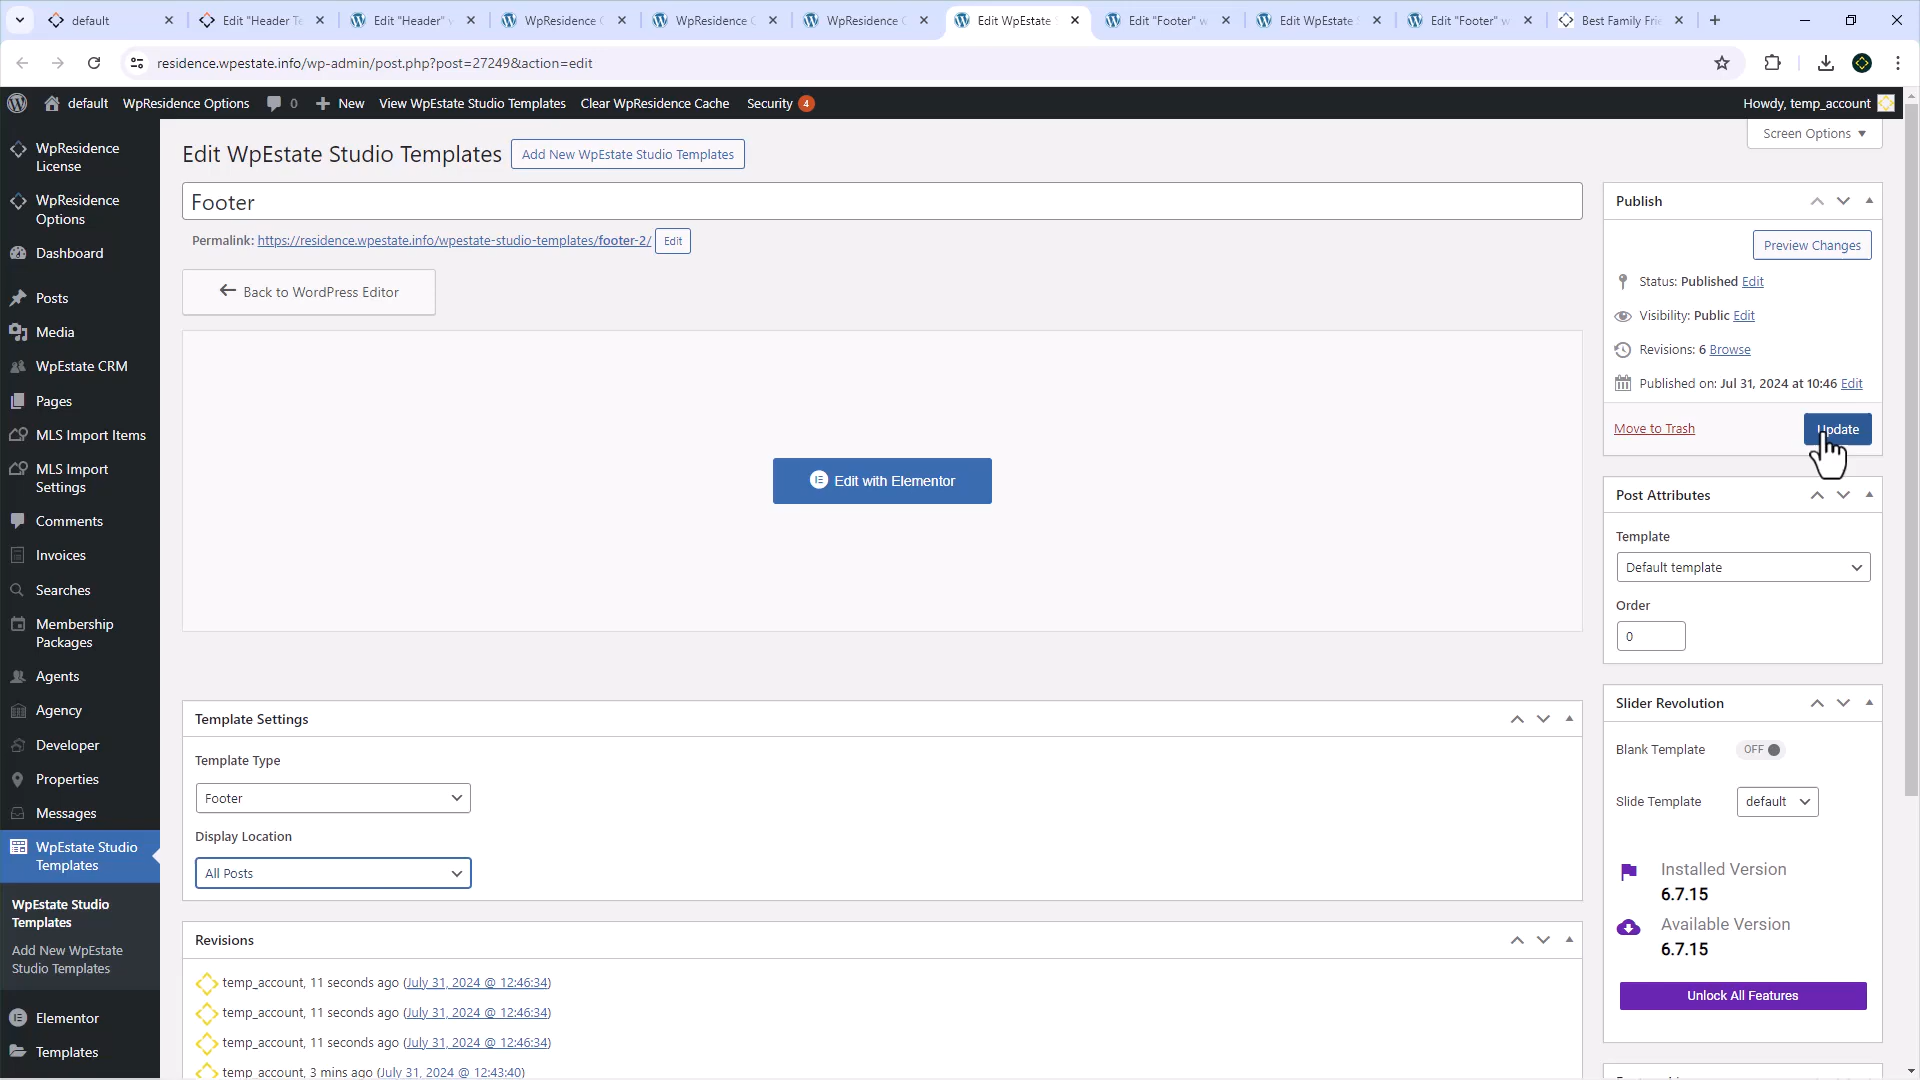 default
Edit "Header Te
Edit "Header" v
WpResidence C
WpResidence C
WpResidence C
Edit WpEstate S
Edit "Footer" w
Edit WpEstate S
Edit "Footer" w
Best Family Frie
residence.wpestate.info/wp-admin/post.php?post=27249&action=edit
default
WpResidence Options
0
New
View WpEstate Studio Templates
Clear WpResidence Cache
Security 4
Howdy, temp_account
WpResidence
License
WpResidence
Options
Dashboard
Posts
Media
WpEstate CRM
Pages
MLS Import Items
MLS Import
Settings
Comments
Invoices
Searches
Membership
Packages
Agents
Agency
Developer
Properties
Messages
WpEstate Studio
Templates
WpEstate Studio
Templates
Add New WpEstate
Studio Templates
Elementor
Templates
Screen Options
Edit WpEstate Studio Templates
Add New WpEstate Studio Templates
Footer
Permalink: https://residence.wpestate.info/wpestate-studio-templates/footer-2/ Edit
Back to WordPress Editor
Edit with Elementor
Template Settings
Template Type
Footer
Display Location
All Posts
Revisions
temp_account, 11 seconds ago (July 31, 2024 @ 12:46:34)
temp_account, 11 seconds ago (July 31, 2024 @ 12:46:34)
temp_account, 11 seconds ago (July 31, 2024 @ 12:46:34)
temp_account, 3 mins ago (July 31, 2024 @ 12:43:40)
Publish
Preview Changes
Status: Published Edit
Visibility: Public Edit
Revisions: 6 Browse
Published on: Jul 31, 2024 at 10:46 Edit
Move to Trash
Update
Post Attributes
Template
Default template
Order
0
Slider Revolution
Blank Template
OFF
Slide Template
default
Installed Version
6.7.15
Available Version
6.7.15
Unlock All Features